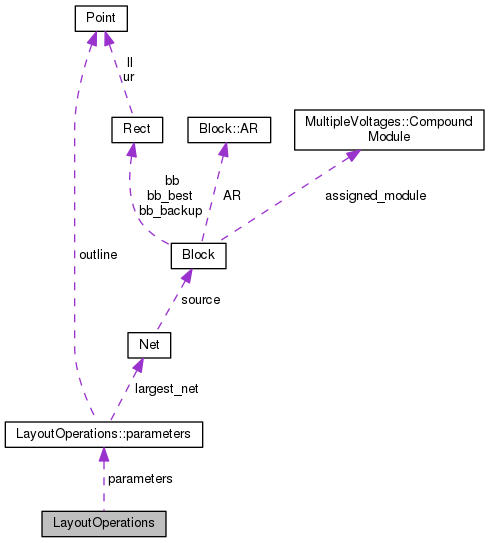 Point
ll
ur
Rect
Block::AR
MultipleVoltages::Compound
Module
bb
bb_best
bb_backup
AR
assigned_module
outline
Block
source
Net
largest_net
LayoutOperations::parameters
parameters
LayoutOperations